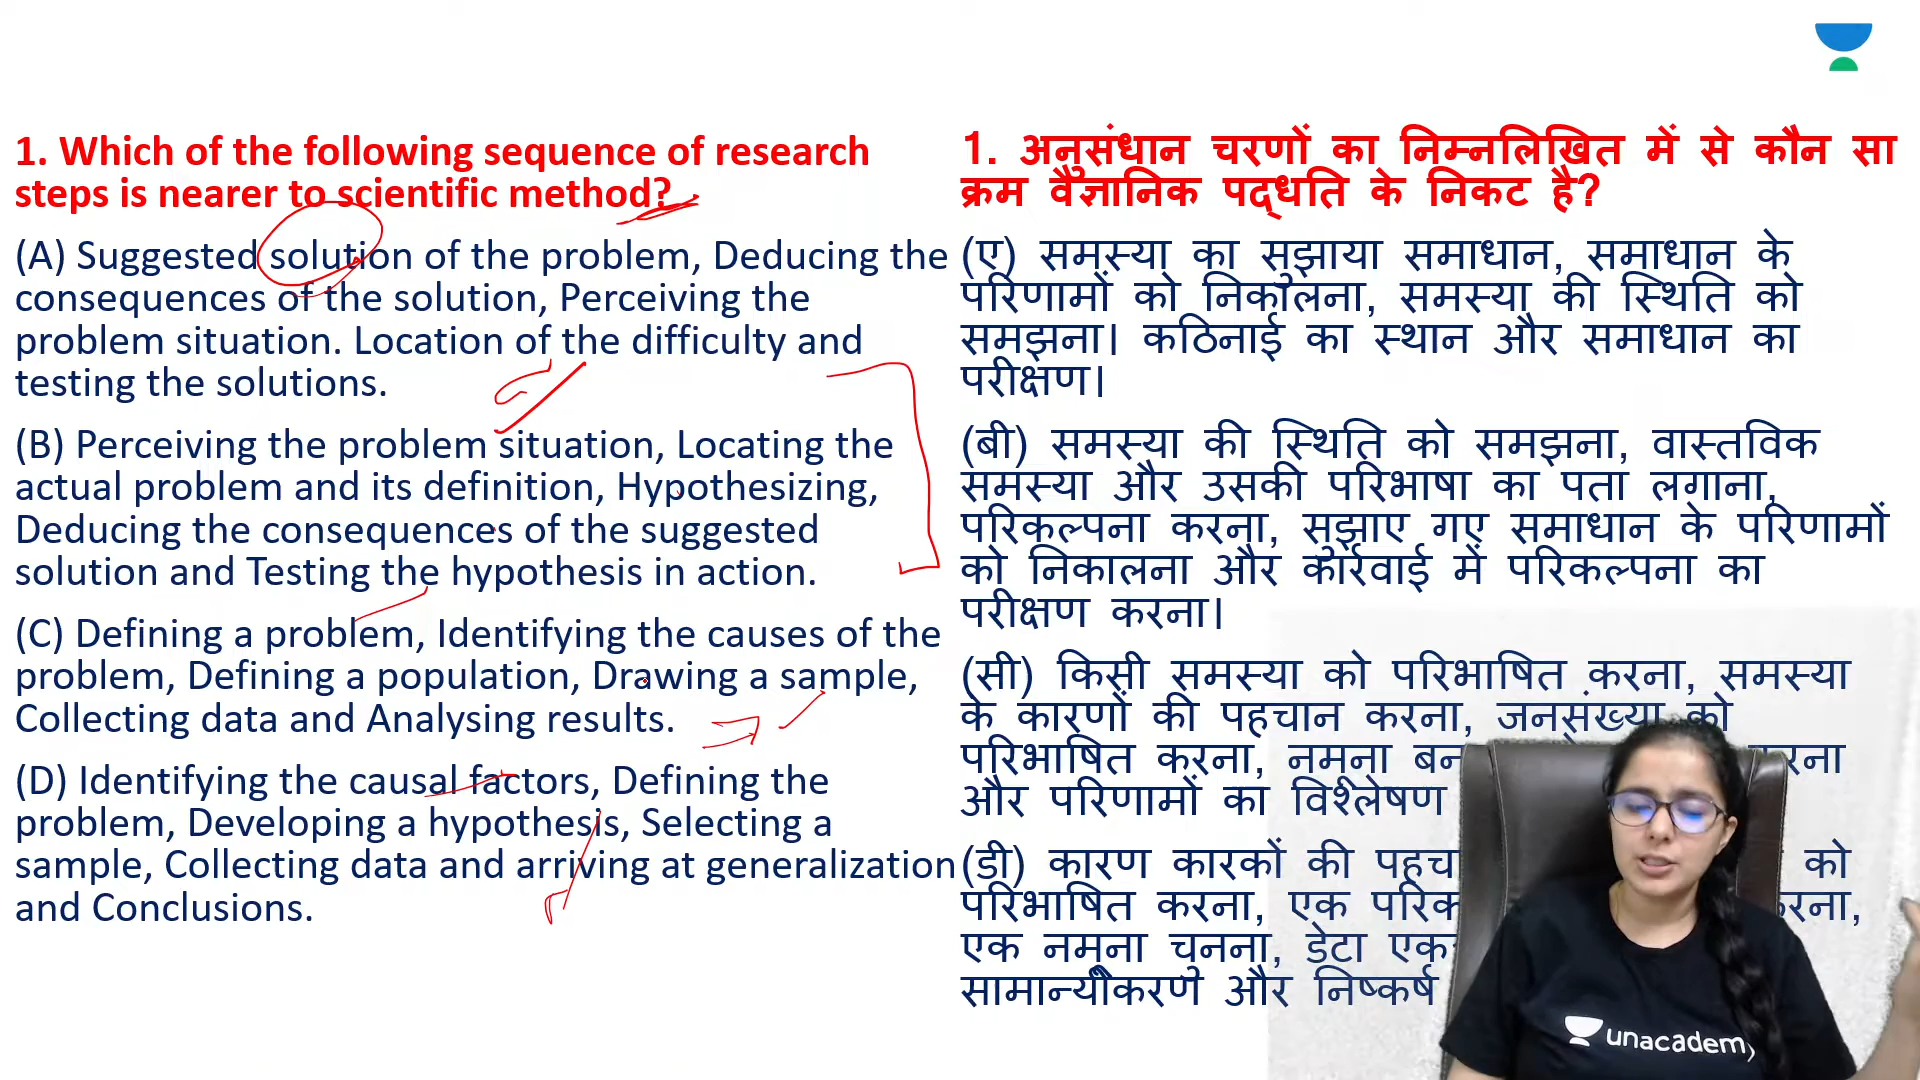 1. Which of the following sequence of research
steps is nearer to scientific method?
(A) Suggested solution of the problem, Deducing the
consequences of the solution, Perceiving the
problem situation. Location of the difficulty and
testing the solutions.
(B) Perceiving the problem situation, Locating the
actual problem and its definition, Hypothesizing,
Deducing the consequences of the suggested
solution and Testing the hypothesis in action.
(C) Defining a problem, Identifying the causes of the
problem, Defining a population, Drawing a sample,
Collecting data and Analysing results.
(D) Identifying the causal factors, Defining the
problem, Developing a hypothesis, Selecting a
sample, Collecting data and arriving at generalization
and Conclusions.
1. अनुसंधान चरणों का निम्नलिखित में से कौन सा
क्रम वैज्ञानिक पद्धति के निकट है?
(ए) समस्या का सुझाया समाधान, समाधान के
परिणामों को निकालना, समस्या की स्थिति को
समझना। कठिनाई का स्थान और समाधान का
परीक्षण।
(बी) समस्या की स्थिति को समझना, वास्तविक
समस्या और उसकी परिभाषा का पता लगाना,
परिकल्पना करना, सुझाए गए समाधान के परिणामों
को निकालना और कार्रवाई में परिकल्पना का
परीक्षण करना।
(सी) किसी समस्या को परिभाषित करना, समस्या
के कारणों की पहचान करना, जनसंख्या को
परिभाषित करना, नमूना
और परिणामों का विश्लेषण
(डी) कारण कारकों की को
परिभाषित करना, एक करना,
एक नमूना चुनना, डेटा
सामान्यीकरण और निष्कर्ष
unacademy